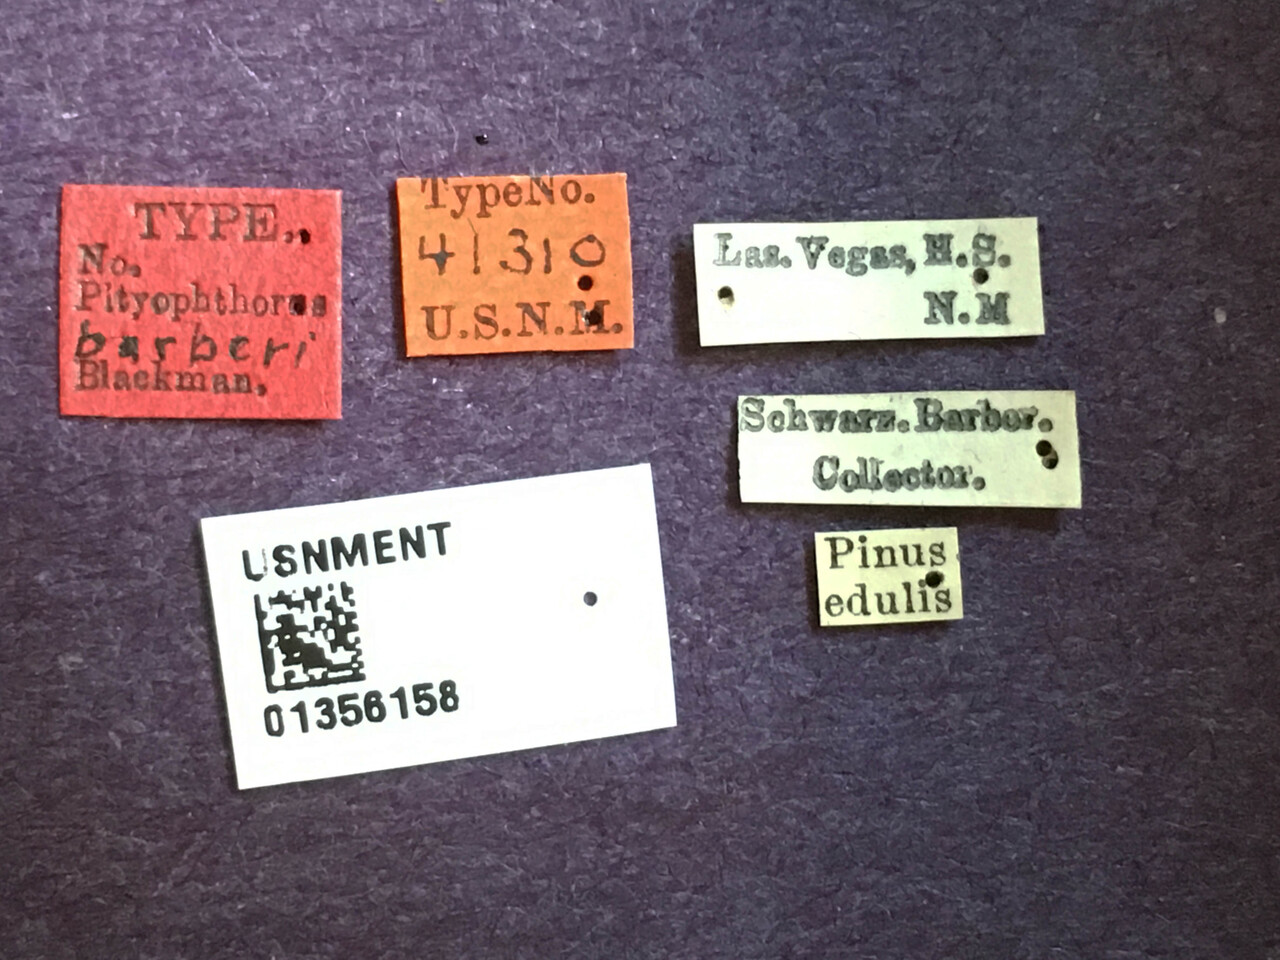 TYPE.
No.
Pityophthorus
barberi
Blackman,
TypeNo.
41310
U.S.N.M.
Las. Vegas, H.S.
N.M
Schwarz. Barber.
Collector.
Pinus
edulis
USNMENT
01356158